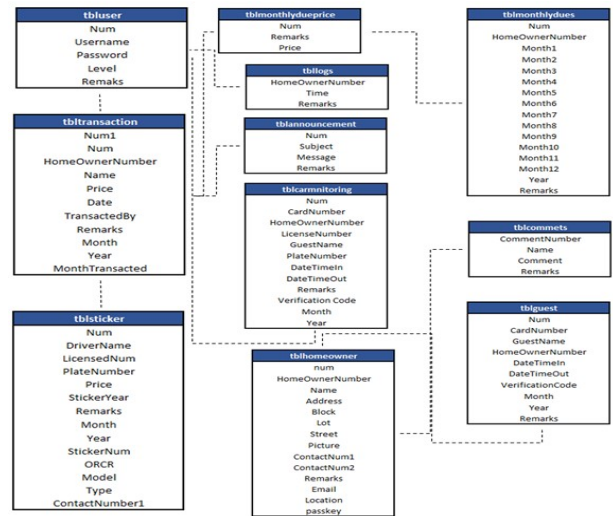 tbluser
Num
Username
Password
Level
Remaks
tbltransaction
Num1
Num
HomeOwnerNumber
Name
Price
Date
TransactedBy
Remarks
Month
Year
MonthTransacted
tblsticker
Num
DriverName
LicensedNum
PlateNumber
Price
StickerYear
Remarks
Month
Year
StickerNum
ORCR
Model
Type
ContactNumber1
tblmonthlydueprice
Num
Remarks
Price
tbllogs
HomeOwnerNumber
Time
Remarks
tblannouncement
Num
Subject
Message
Remarks
tblcarmnitoring
Num
CardNumber
HomeOwnerNumber
LicenseNumber
GuestName
PlateNumber
DateTimeIn
DateTimeOut
Remarks
Verification Code
Month
Year
tblhomeowner
num
HomeOwnerNumber
Name
Address
Block
Lot
Street
Picture
ContactNum1
ContactNum2
Remarks
Email
Location
passkey
tblmonthlydues
Num
HomeOwnerNumber
Month1
Month2
Month3
Month4
Month5
Month6
Month7
Month8
Month9
Month10
Month11
Month12
Year
Remarks
tblcommets
CommentNumber
Name
Comment
Remarks
tblguest
Num
CardNumber
GuestName
HomeOwnerNumber
DateTimeIn
DateTimeOut
VerificationCode
Month
Year
Remarks